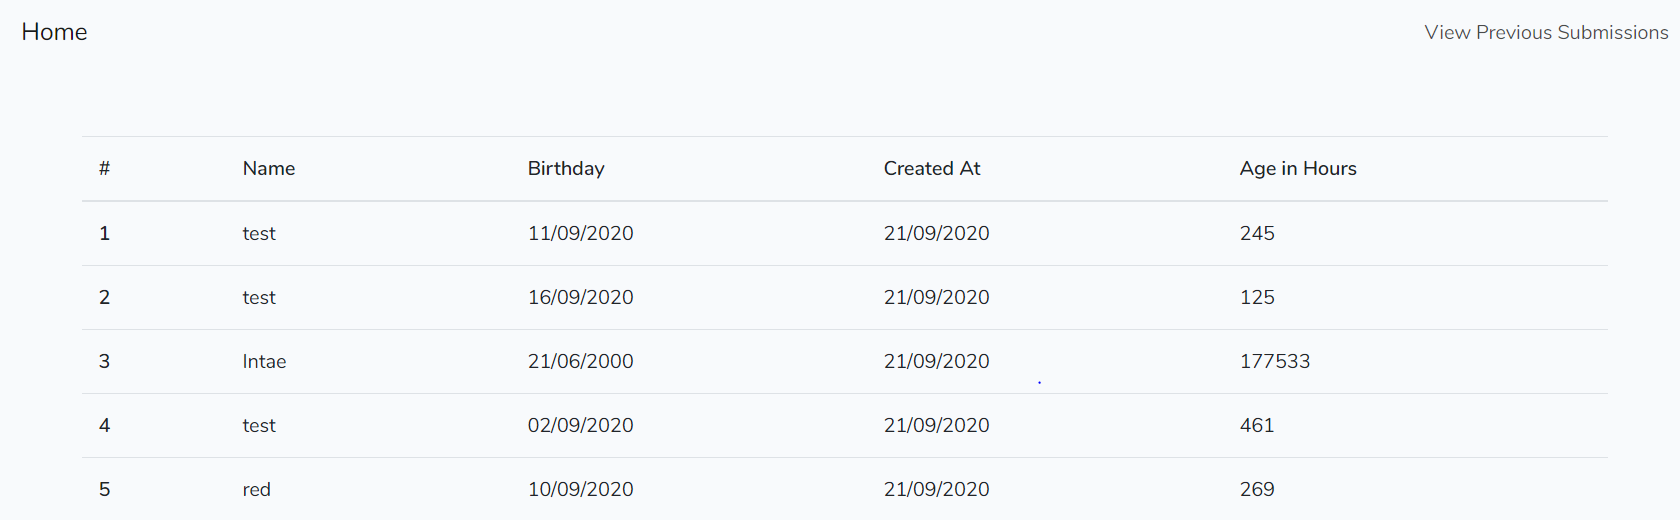 Home View Previous Submissions
# Name Birthday Created At Age in Hours
1 test 11/09/2020 21/09/2020 245
2 test 16/09/2020 21/09/2020 125
3 Intae 21/06/2000 21/09/2020 177533
4 test 02/09/2020 21/09/2020 461
5 red 10/09/2020 21/09/2020 269